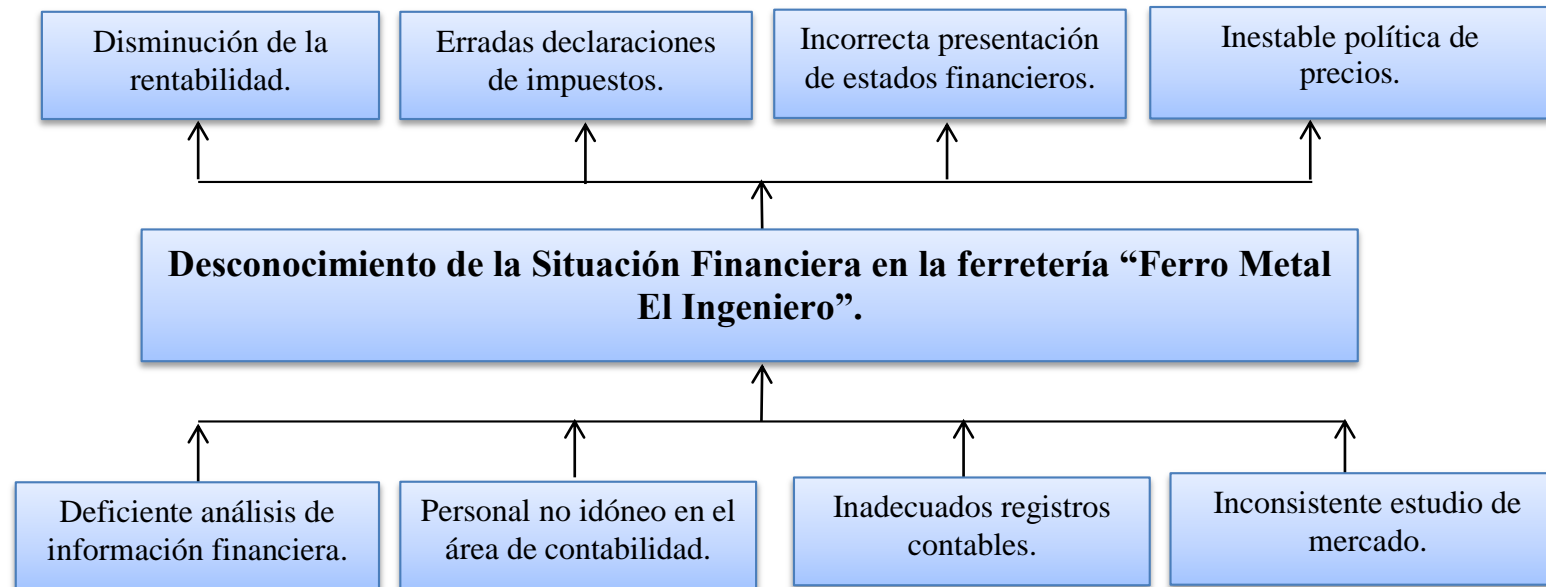 Disminución de la
rentabilidad.
Erradas declaraciones
de impuestos.
Incorrecta presentación
de estados financieros.
Inestable política de
precios.
Desconocimiento de la Situación Financiera en la ferretería “Ferro Metal
El Ingeniero”.
Deficiente análisis de
información financiera.
Personal no idóneo en el
área de contabilidad.
Inadecuados registros
contables.
Inconsistente estudio de
mercado.